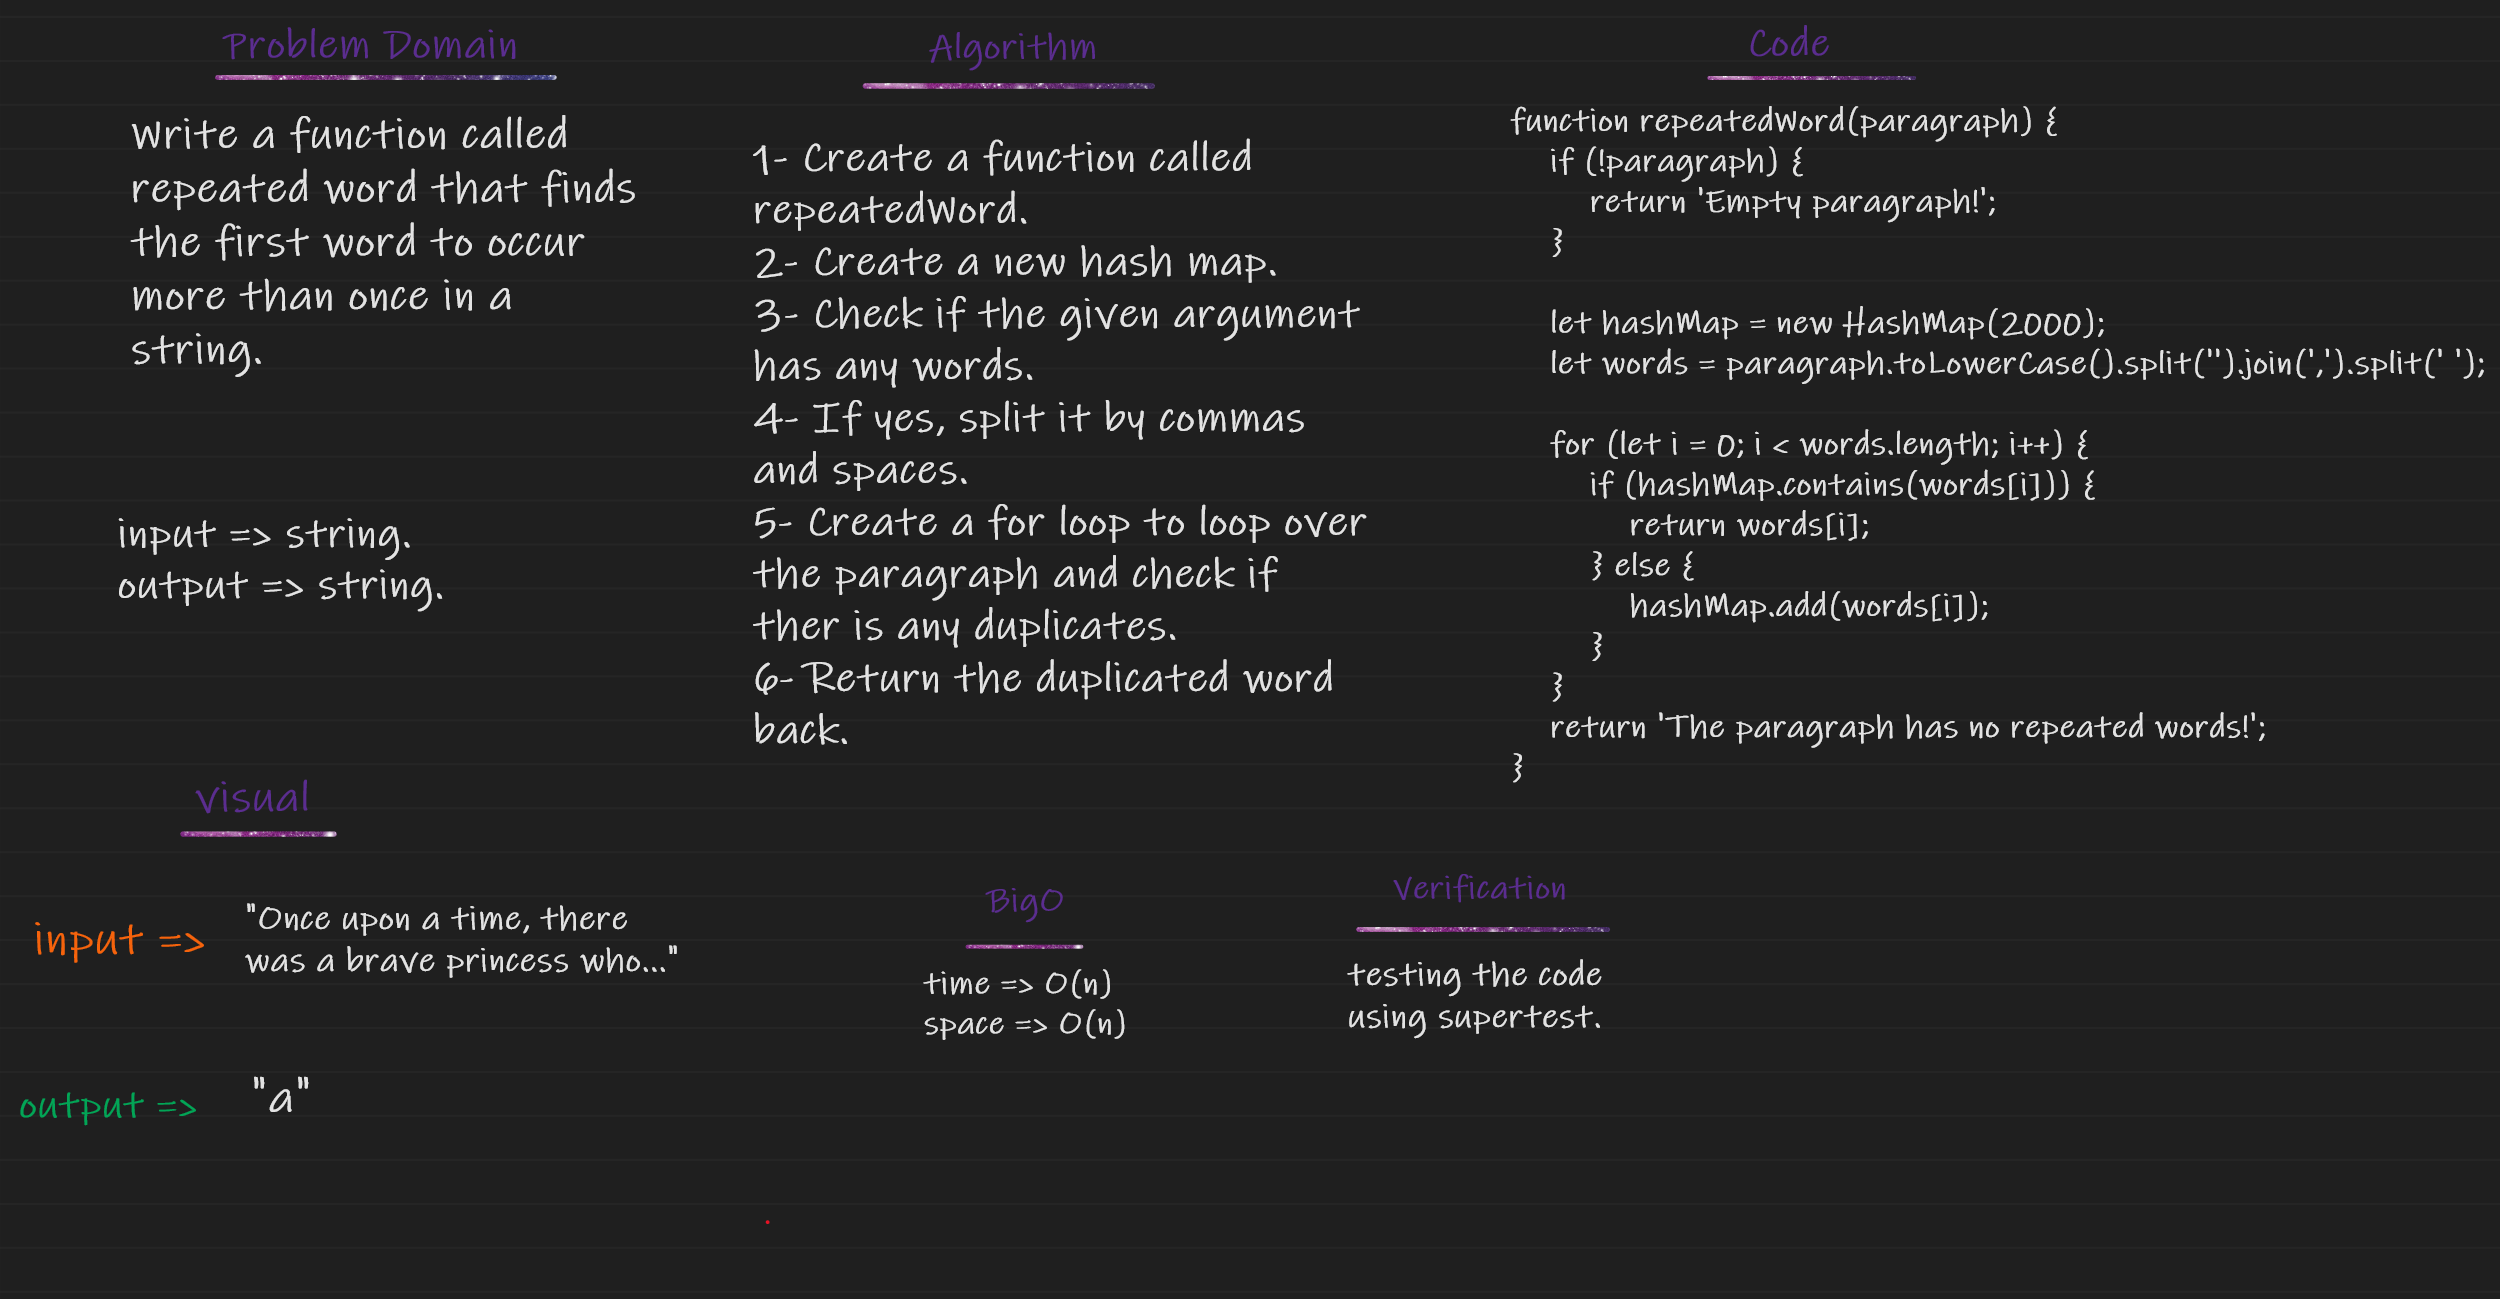 Problem Domain
Write a function called
repeated word that finds
the first word to occur
more than once in a
string.
input => string.
output => string.
visual
input =>
"Once upon a time, there
was a brave princess who..."
output =>
"a"
Algorithm
1- Create a function called
repeatedWord.
2- Create a new hash map.
3- Check if the given argument
has any words.
4- If yes, split it by commas
and spaces.
5- Create a for loop to loop over
the paragraph and check if
ther is any duplicates.
6- Return the duplicated word
back.
BigO
time => O(n)
space => O(n)
Verification
testing the code
using supertest.
Code
function repeatedWord(paragraph) {
if (!paragraph) {
return 'Empty paragraph!';
}
let hashMap = new HashMap(2000);
let words = paragraph.toLowerCase().split('').join(',').split(' ');
for (let i = 0; i < words.length; i++) {
if (hashMap.contains(words[i])) {
return words[i];
} else {
hashMap.add(words[i]);
}
}
return 'The paragraph has no repeated words!';
}